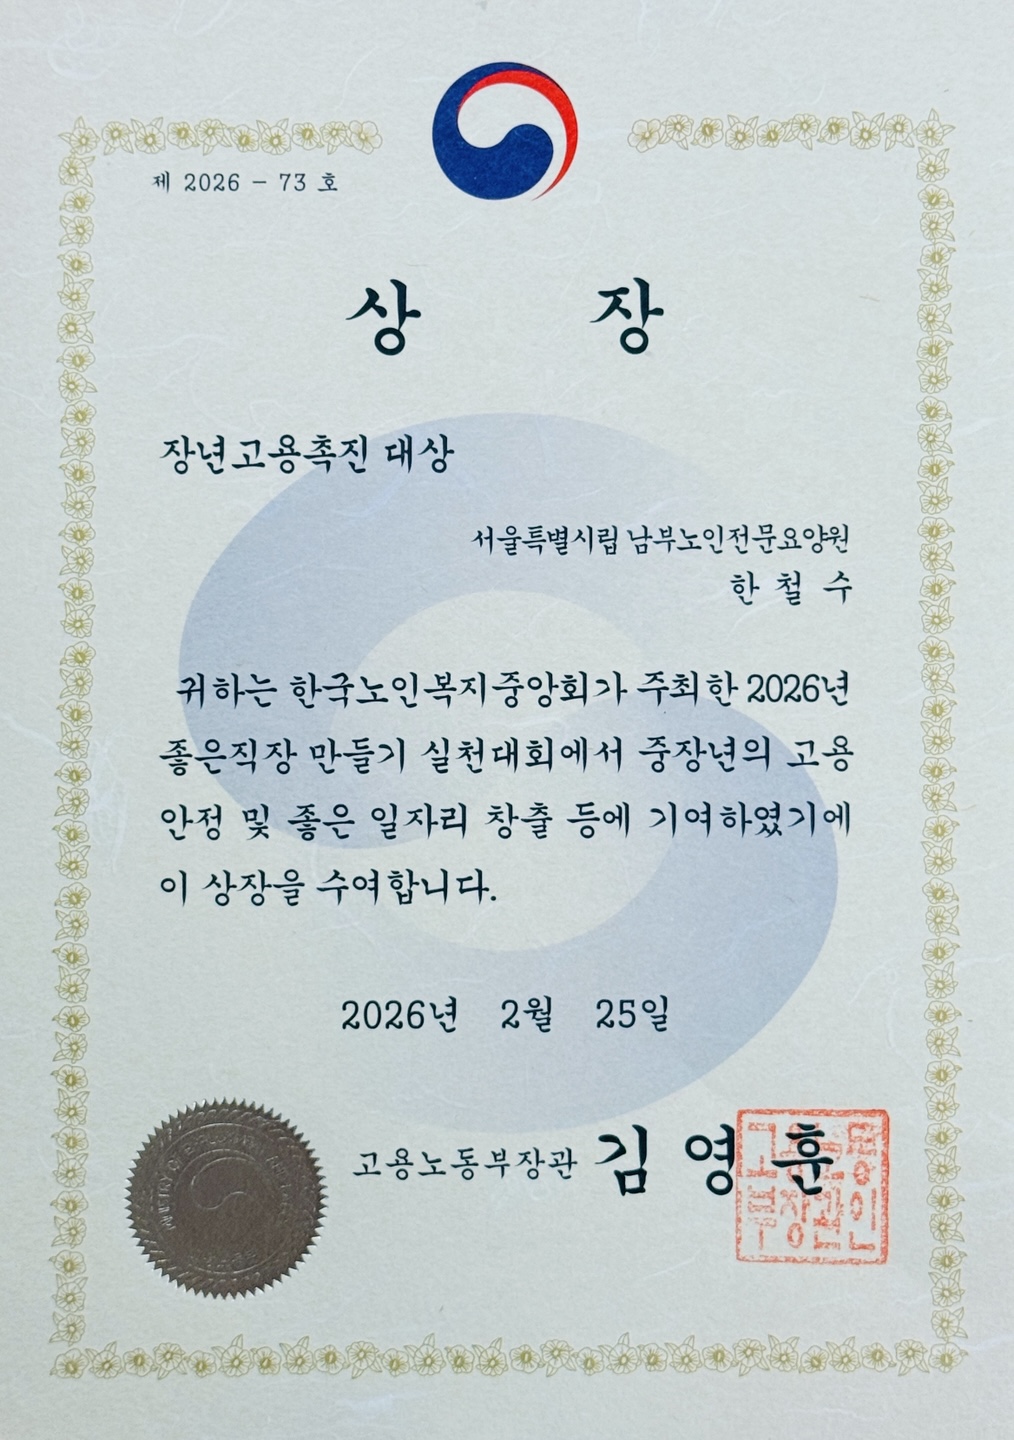 제 2026 - 73 호
상 장
장년고용촉진 대상
서울특별시립 남부노인전문요양원
한 철 수
귀하는 한국노인복지중앙회가 주최한 2026년
좋은직장 만들기 실천대회에서 중장년의 고용
안정 및 좋은 일자리 창출 등에 기여하였기에
이 상장을 수여합니다.
2026년 2월 25일
고용노동부장관 김 영 훈